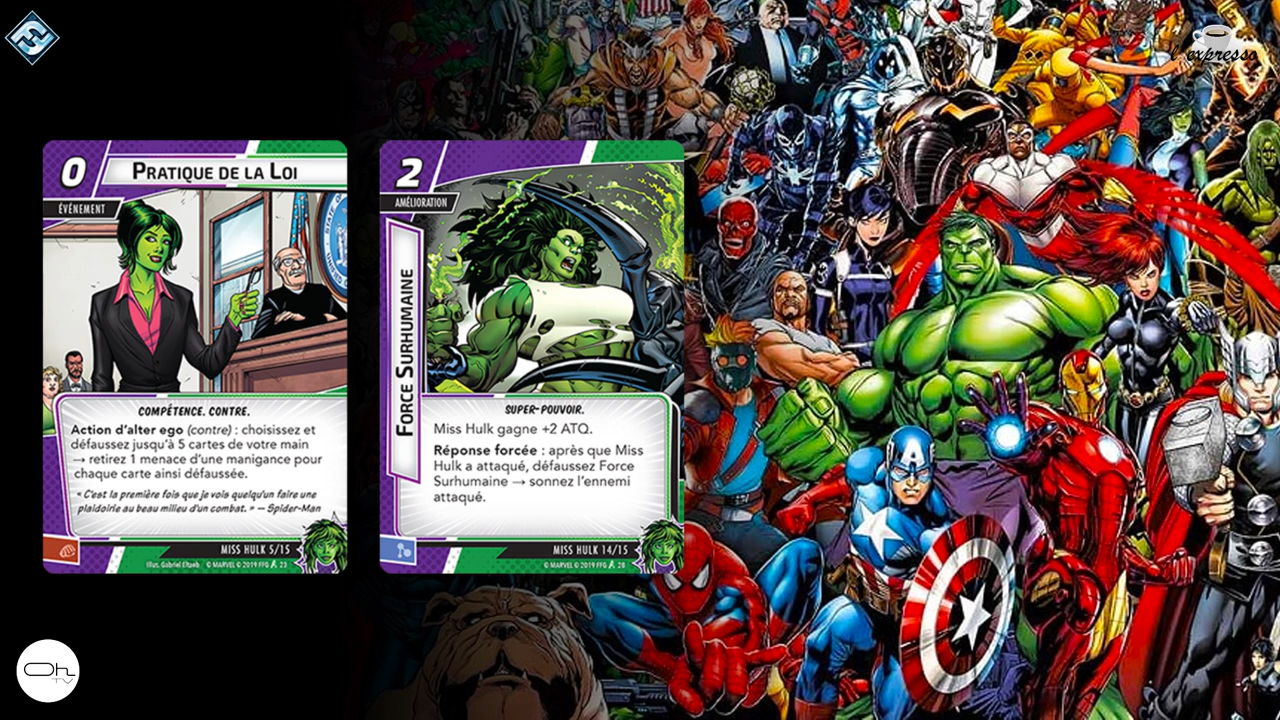 l'expresso
0
PRATIQUE DE LA LOI
ÉVÉNEMENT
COMPÉTENCE. CONTRE.
Action d'alter ego (contre) : choisissez et
défaussez jusqu'à 5 cartes de votre main
→ retirez 1 menace d'une manigance pour
chaque carte ainsi défaussée.
« C'est la première fois que je vois quelqu'un faire une
plaidoirie au beau milieu d'un combat. » — Spider-Man
MISS HULK 5/15
Illus. Gabriel Eltaeb © MARVEL © 2019 FFG 23
2
AMÉLIORATION
FORCE SURHUMAINE
SUPER-POUVOIR.
Miss Hulk gagne +2 ATQ.
Réponse forcée : après que Miss
Hulk a attaqué, défaussez Force
Surhumaine → sonnez l'ennemi
attaqué.
MISS HULK 14/15
© MARVEL © 2019 FFG 28
Oh
TV